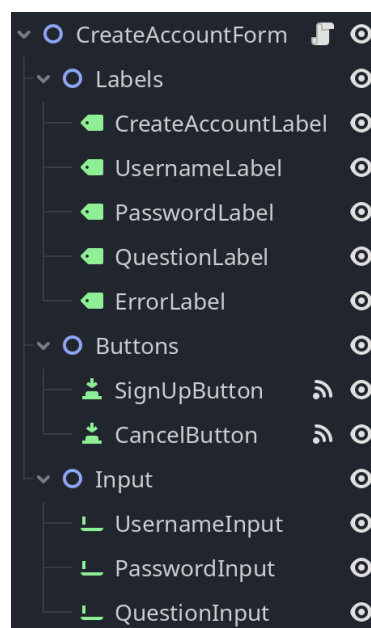 CreateAccountForm
Labels
CreateAccountLabel
UsernameLabel
PasswordLabel
QuestionLabel
ErrorLabel
Buttons
SignUpButton
CancelButton
Input
UsernameInput
PasswordInput
QuestionInput